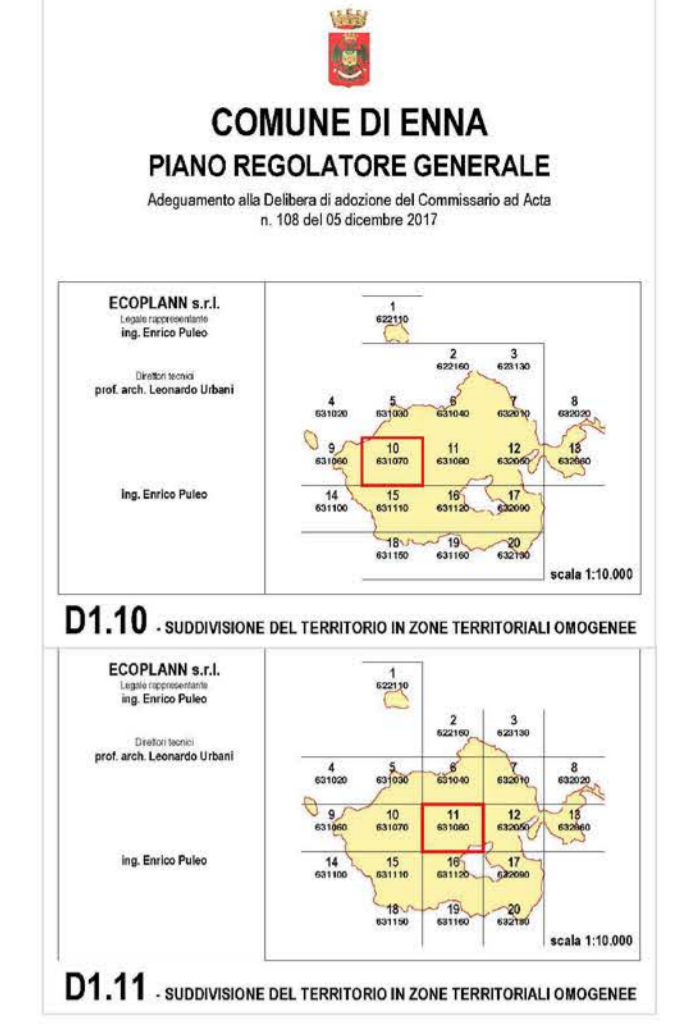 COMUNE DI ENNA
PIANO REGOLATORE GENERALE
Adeguamento alla Delibera di adozione del Commissario ad Acta
n. 108 del 05 dicembre 2017
ECOPLANN s.r.l.
Legale rappresentante
ing. Enrico Puleo
Direttori tecnici
prof. arch. Leonardo Urbani
ing. Enrico Puleo
1
622110
2 3
622160 623130
4 5 6 7 8
631020 631030 631040 632010 632020
9 10 11 12 13
631060 631070 631080 632050 632060
14 15 16 17
631100 631110 631120 632090
18 19 20
631150 631160 632130
scala 1:10.000
D1.10 - SUDDIVISIONE DEL TERRITORIO IN ZONE TERRITORIALI OMOGENEE
ECOPLANN s.r.l.
Legale rappresentante
ing. Enrico Puleo
Direttori tecnici
prof. arch. Leonardo Urbani
ing. Enrico Puleo
1
622110
2 3
622160 623130
4 5 6 7 8
631020 631030 631040 632010 632020
9 10 11 12 13
631060 631070 631080 632050 632060
14 15 16 17
631100 631110 631120 632090
18 19 20
631150 631160 632130
scala 1:10.000
D1.11 - SUDDIVISIONE DEL TERRITORIO IN ZONE TERRITORIALI OMOGENEE